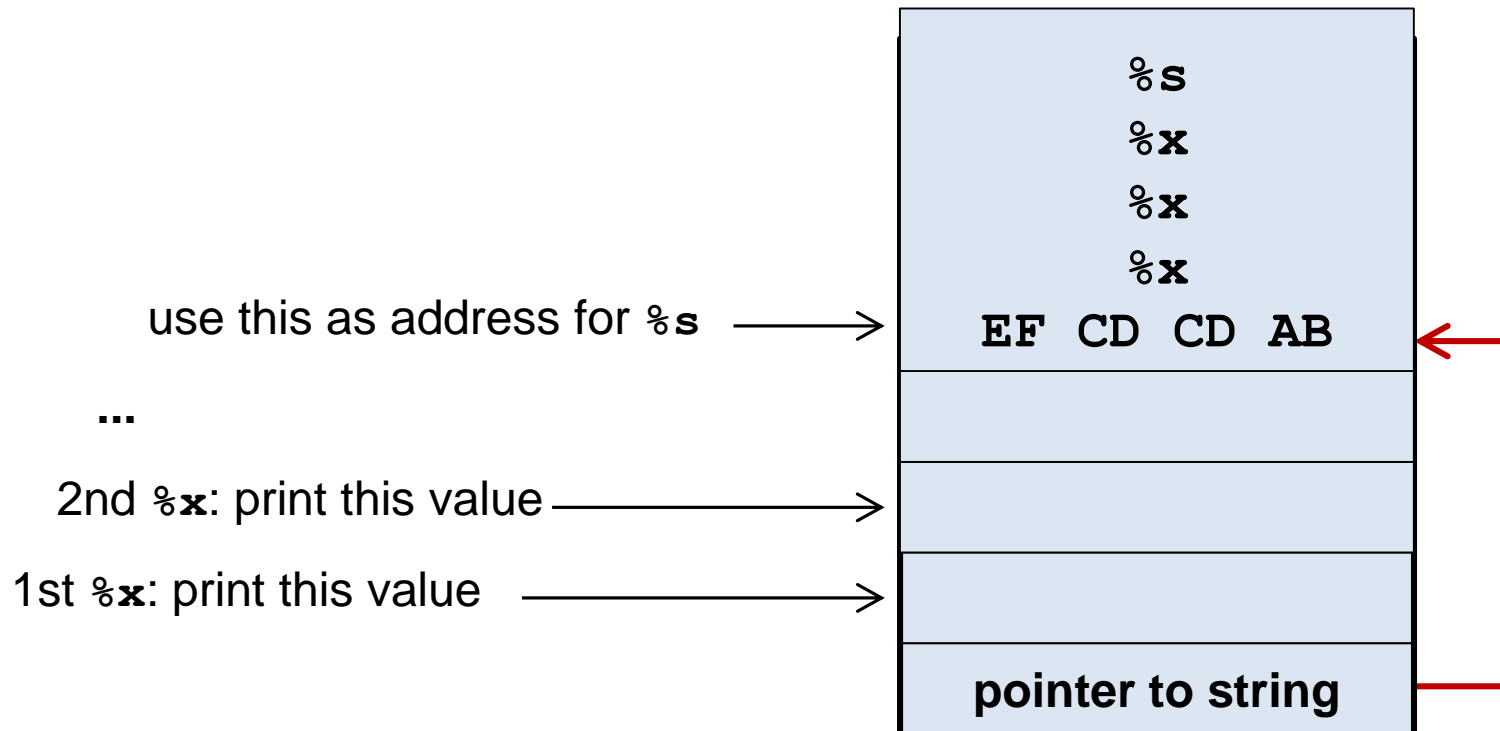 %s
%x
%x
%x
use this as address for %s
EF CD CD AB
...
2nd %x: print this value
1st %x: print this value
pointer to string